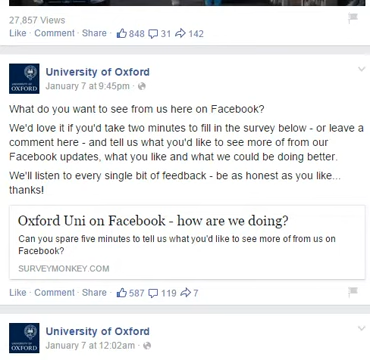 27,857 Views
Like · Comment · Share · 848 31 142
UNIVERSITY OF
OXFORD
University of Oxford
January 7 at 9:45pm ·
What do you want to see from us here on Facebook?
We'd love it if you'd take two minutes to fill in the survey below - or leave a
comment here - and tell us what you'd like to see more of from our
Facebook updates, what you like and what we could be doing better.
We'll listen to every single bit of feedback - be as honest as you like...
thanks!
Oxford Uni on Facebook - how are we doing?
Can you spare five minutes to tell us what you'd like to see more of from us on
Facebook?
SURVEYMONKEY.COM
Like · Comment · Share · 587 119 7
UNIVERSITY OF
OXFORD
University of Oxford
January 7 at 12:02am ·